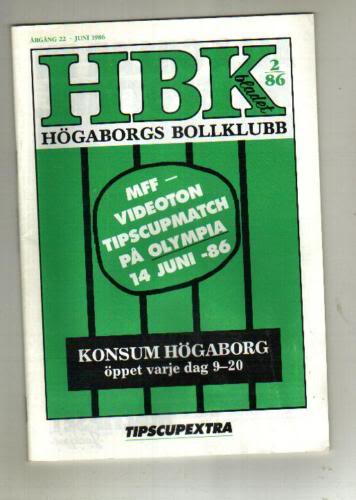 ÅRGÅNG 22 - JUNI 1986
HBK
bladet
2/86
HÖGABORGS BOLLKLUBB
MFF –
VIDEOTON
TIPSCUPMATCH
PÅ OLYMPIA
14 JUNI -86
KONSUM HÖGABORG
öppet varje dag 9–20
TIPSCUPEXTRA